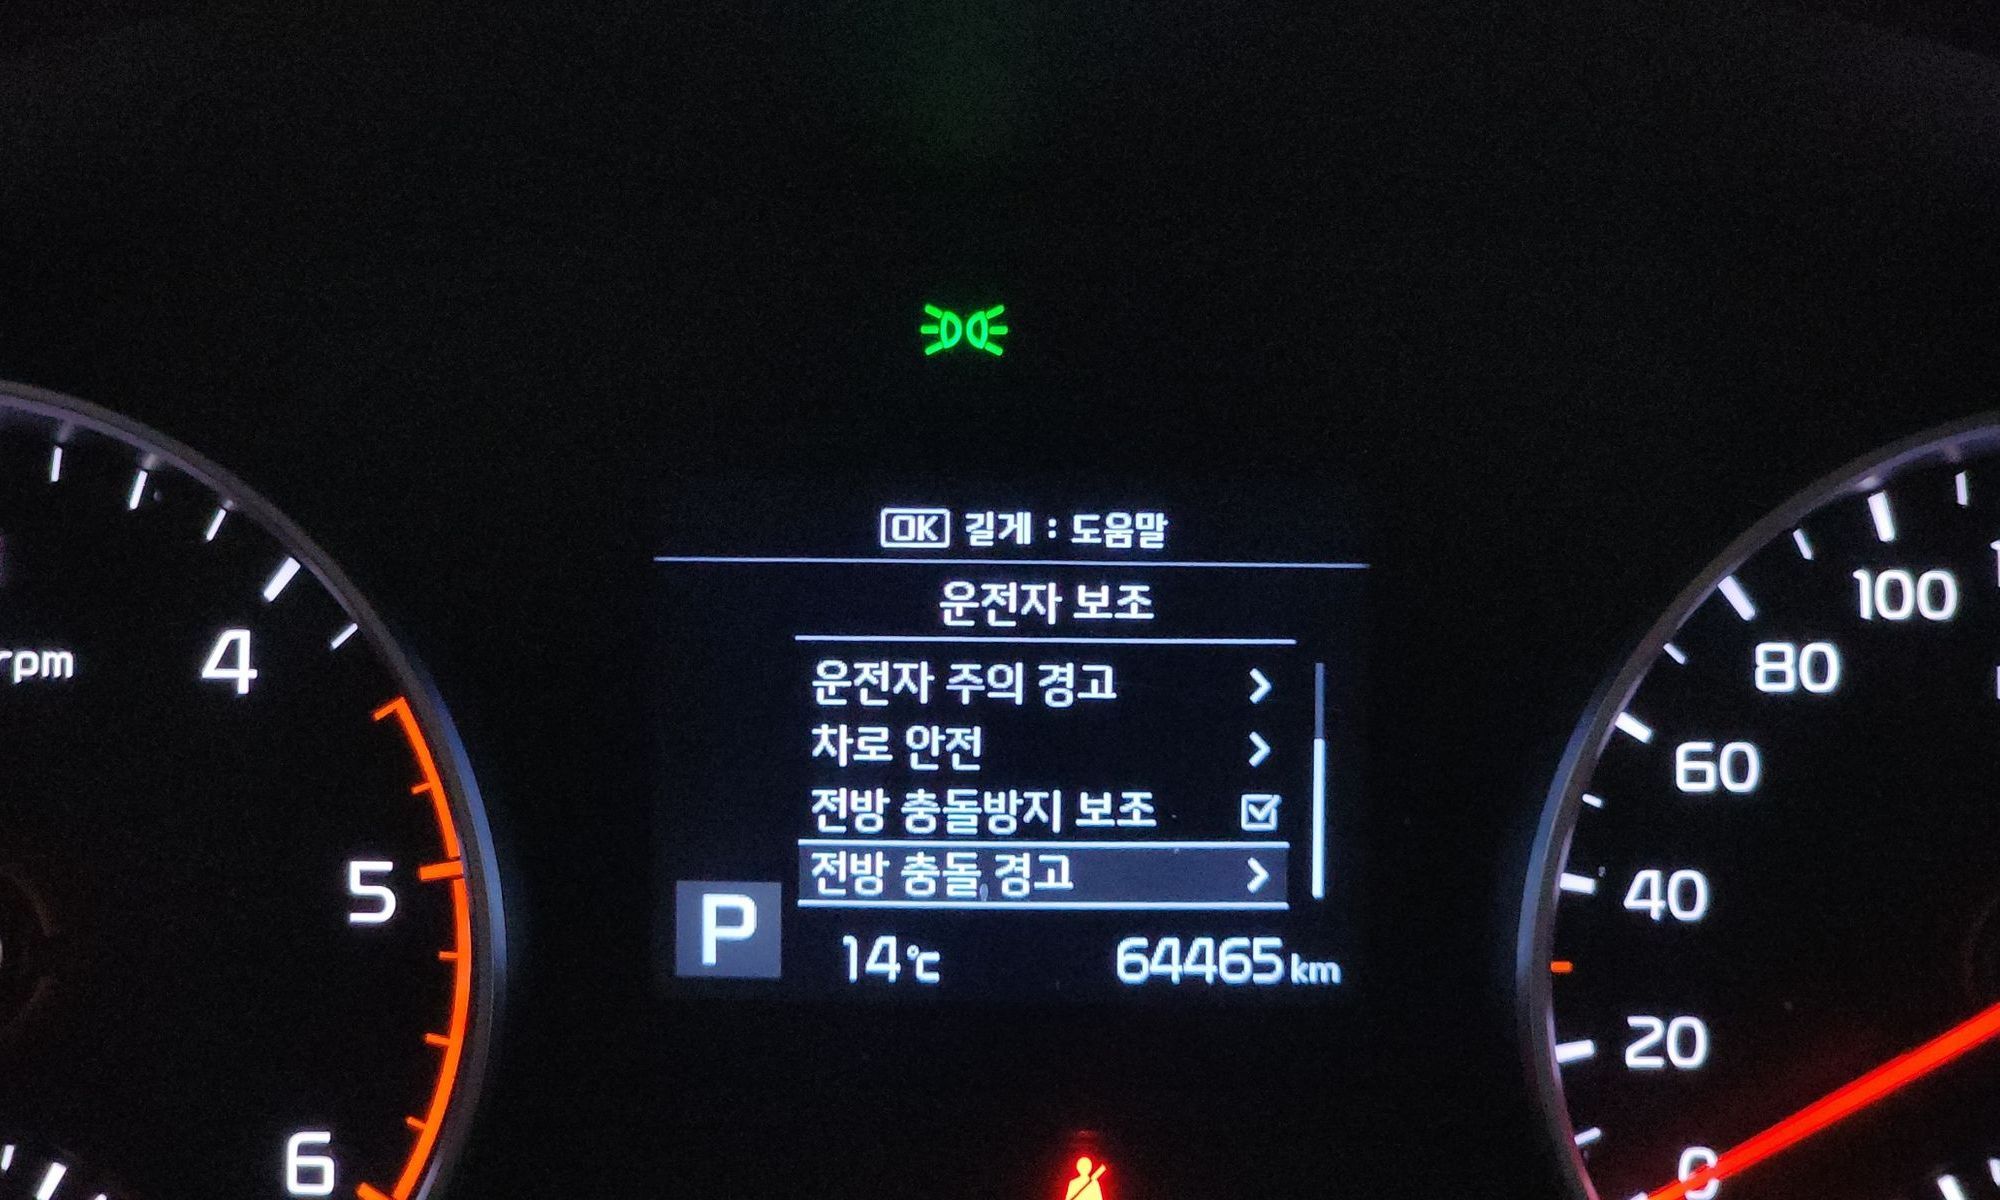 OK 길게 : 도움말
운전자 보조
운전자 주의 경고
차로 안전
전방 충돌방지 보조
전방 충돌 경고
P
14℃ 64465 km
rpm
4
5
6
100
80
60
40
20
0